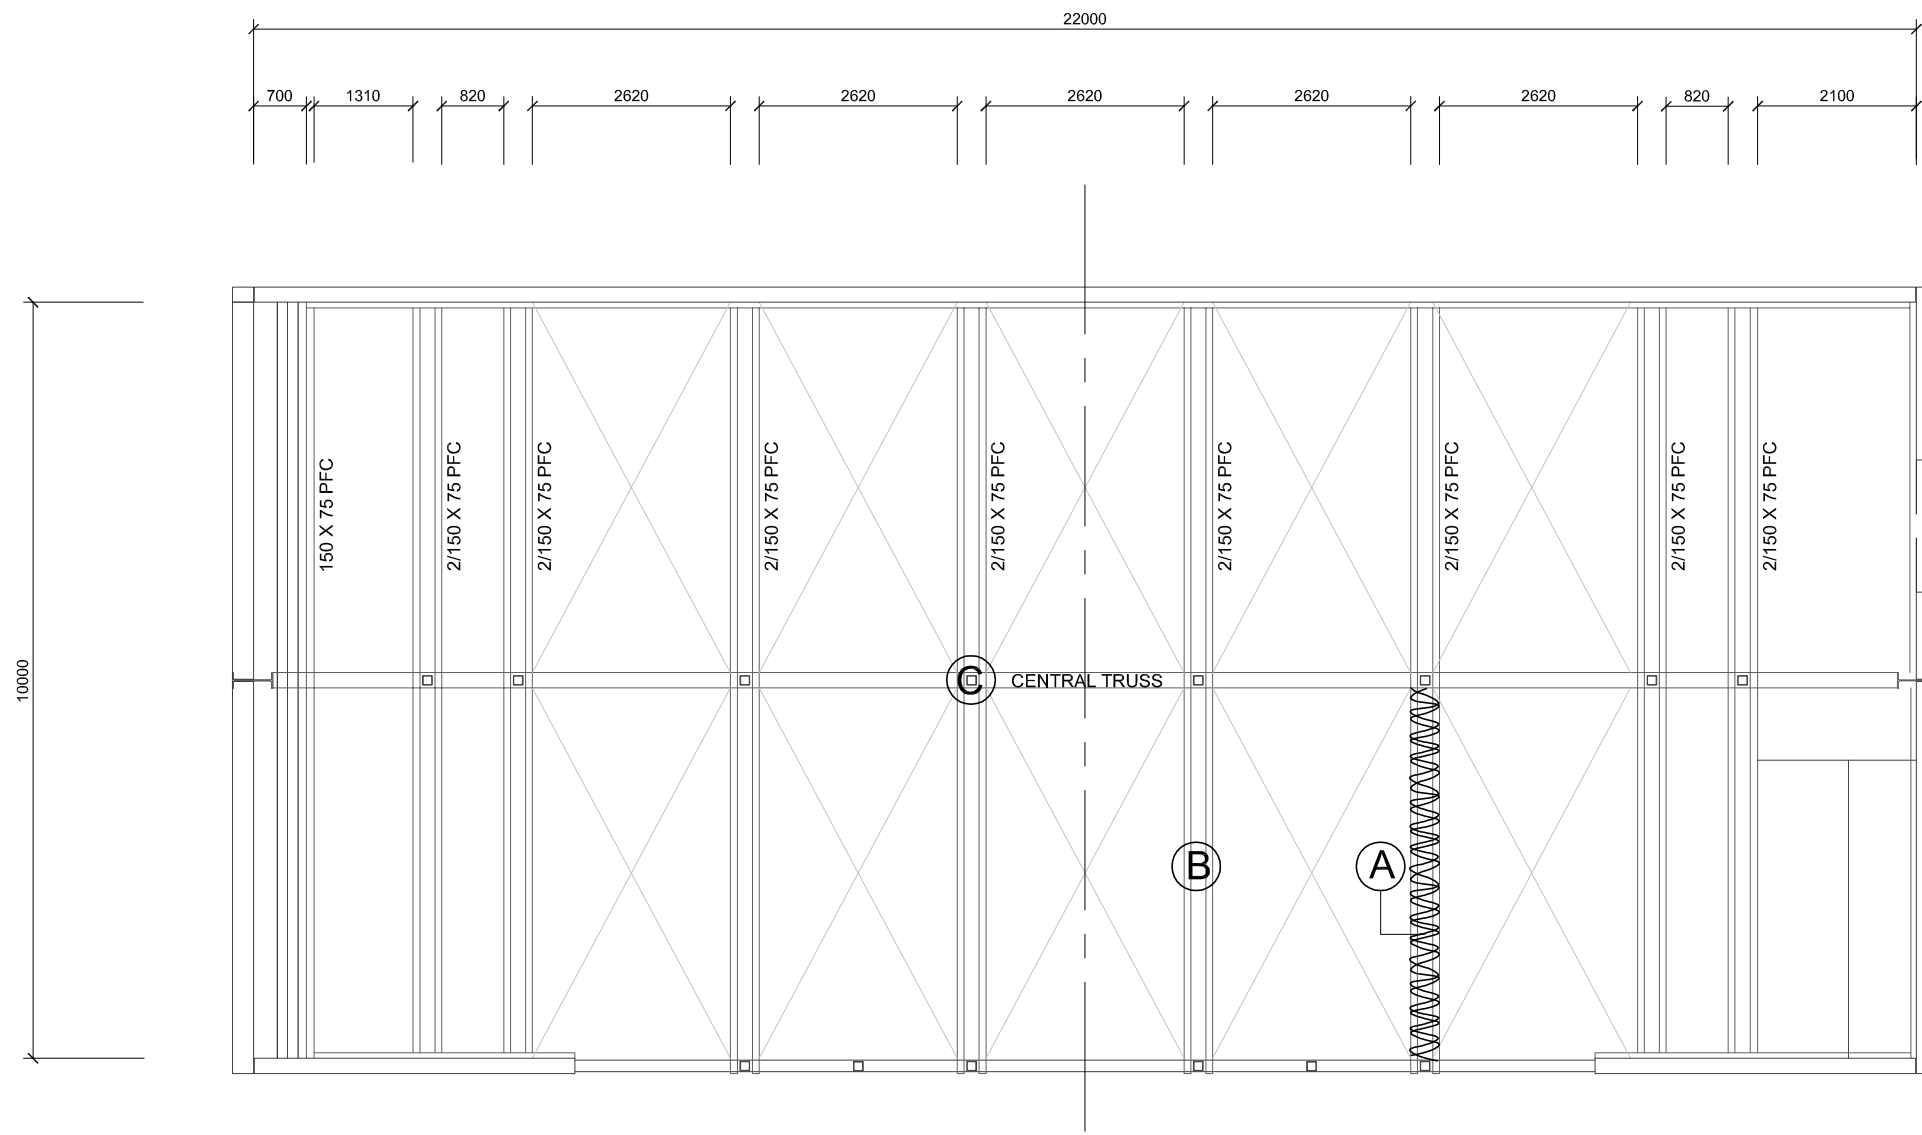 22000
700
1310
820
2620
2620
2620
2620
2620
820
2100
10000
150 X 75 PFC
2/150 X 75 PFC
2/150 X 75 PFC
2/150 X 75 PFC
2/150 X 75 PFC
2/150 X 75 PFC
2/150 X 75 PFC
2/150 X 75 PFC
2/150 X 75 PFC
C
CENTRAL TRUSS
B
A